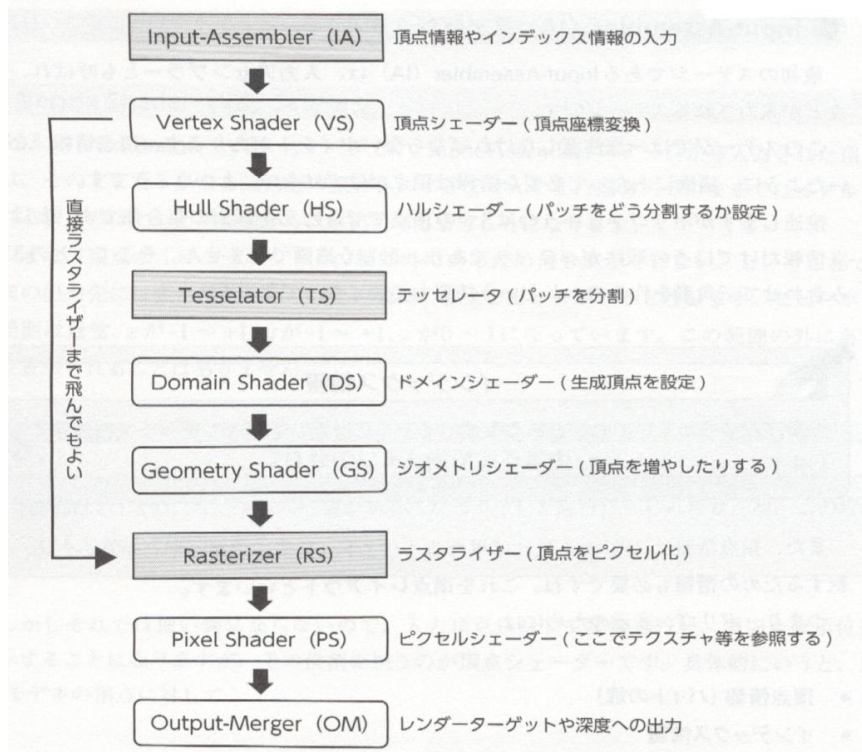 Input-Assembler (IA) 頂点情報やインデックス情報の入力
Vertex Shader (VS) 頂点シェーダー ( 頂点座標変換 )
Hull Shader (HS) ハルシェーダー ( パッチをどう分割するか設定 )
Tesselator (TS) テッセレータ ( パッチを分割 )
Domain Shader (DS) ドメインシェーダー ( 生成頂点を設定 )
Geometry Shader (GS) ジオメトリシェーダー ( 頂点を増やしたりする )
Rasterizer (RS) ラスタライザー ( 頂点をピクセル化 )
Pixel Shader (PS) ピクセルシェーダー ( ここでテクスチャ等を参照する )
Output-Merger (OM) レンダーターゲットや深度への出力
直接ラスタライザーまで飛んでもよい